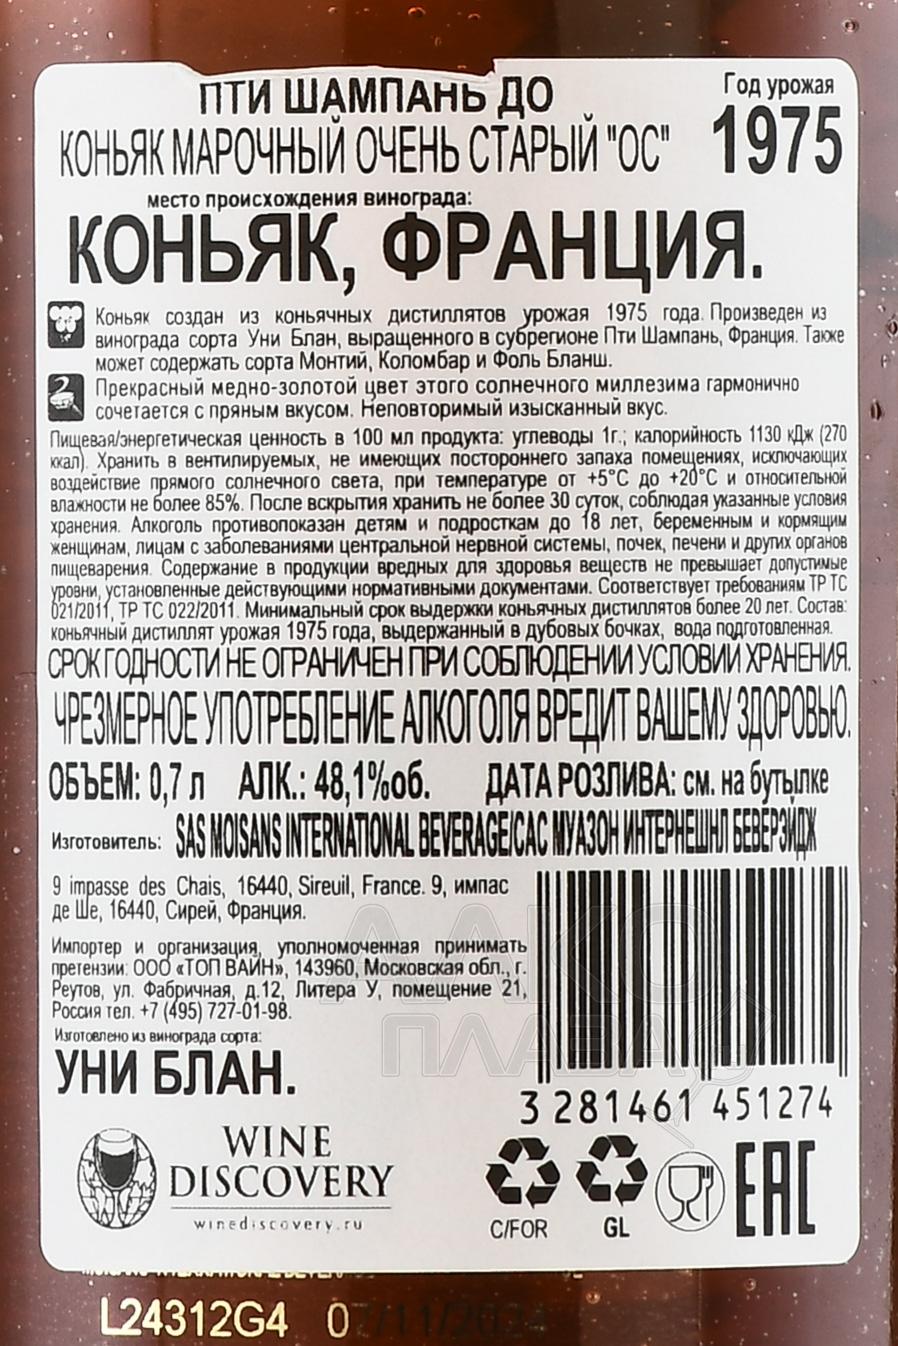 ПТИ ШАМПАНЬ ДО
КОНЬЯК МАРОЧНЫЙ ОЧЕНЬ СТАРЫЙ "ОС"
Год урожая
1975
место происхождения винограда:
КОНЬЯК, ФРАНЦИЯ.
Коньяк создан из коньячных дистиллятов урожая 1975 года. Произведен из
винограда сорта Уни Блан, выращенного в субрегионе Пти Шампань, Франция. Также
может содержать сорта Монтий, Коломбар и Фоль Бланш.
Прекрасный медно-золотой цвет этого солнечного миллезима гармонично
сочетается с пряным вкусом. Неповторимый изысканный вкус.
Пищевая/энергетическая ценность в 100 мл продукта: углеводы 1г.; калорийность 1130 кДж (270
ккал). Хранить в вентилируемых, не имеющих постороннего запаха помещениях, исключающих
воздействие прямого солнечного света, при температуре от +5°С до +20°С и относительной
влажности не более 85%. После вскрытия хранить не более 30 суток, соблюдая указанные условия
хранения. Алкоголь противопоказан детям и подросткам до 18 лет, беременным и кормящим
женщинам, лицам с заболеваниями центральной нервной системы, почек, печени и других органов
пищеварения. Содержание в продукции вредных для здоровья веществ не превышает допустимые
уровни, установленные действующими нормативными документами. Соответствует требованиям ТР ТС
021/2011, ТР ТС 022/2011. Минимальный срок выдержки коньячных дистиллятов более 20 лет. Состав:
коньячный дистиллят урожая 1975 года, выдержанный в дубовых бочках, вода подготовленная.
СРОК ГОДНОСТИ НЕ ОГРАНИЧЕН ПРИ СОБЛЮДЕНИИ УСЛОВИЙ ХРАНЕНИЯ.
ЧРЕЗМЕРНОЕ УПОТРЕБЛЕНИЕ АЛКОГОЛЯ ВРЕДИТ ВАШЕМУ ЗДОРОВЬЮ.
ОБЪЕМ: 0,7 л АЛК.: 48,1%об. ДАТА РОЗЛИВА: см. на бутылке
Изготовитель: SAS MOISANS INTERNATIONAL BEVERAGE/САС МУАЗОН ИНТЕРНЕШНЛ БЕВЕРЭЙДЖ
9 impasse des Chais, 16440, Sireuil, France. 9, импас
де Ше, 16440, Сирей, Франция.
Импортер и организация, уполномоченная принимать
претензии: ООО «ТОП ВАЙН», 143960, Московская обл., г.
Реутов, ул. Фабричная, д.12, Литера У, помещение 21,
Россия тел. +7 (495) 727-01-98.
Изготовлено из винограда сорта:
УНИ БЛАН.
3 281461 451274
WINE
DISCOVERY
winediscovery.ru
C/FOR
GL
EAC
АЛКО
ПЛАЗА
L24312G4 07/11/2024